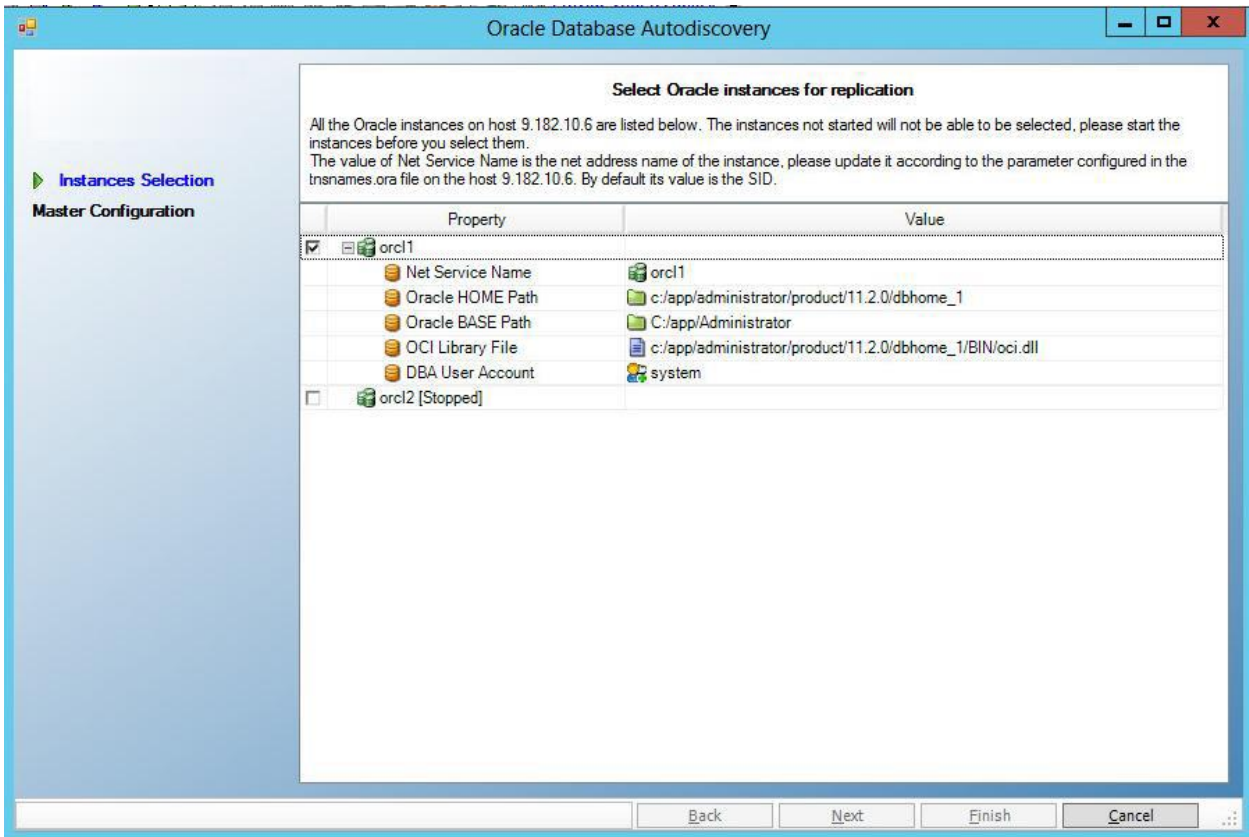 Oracle Database Autodiscovery
Instances Selection
Master Configuration
Select Oracle instances for replication
All the Oracle instances on host 9.182.10.6 are listed below. The instances not started will not be able to be selected, please start the
instances before you select them.
The value of Net Service Name is the net address name of the instance, please update it according to the parameter configured in the
tnsnames.ora file on the host 9.182.10.6. By default its value is the SID.
Property Value
orcl1
Net Service Name orcl1
Oracle HOME Path c:/app/administrator/product/11.2.0/dbhome_1
Oracle BASE Path C:/app/Administrator
OCI Library File c:/app/administrator/product/11.2.0/dbhome_1/BIN/oci.dll
DBA User Account system
orcl2 [Stopped]
Back Next Finish Cancel